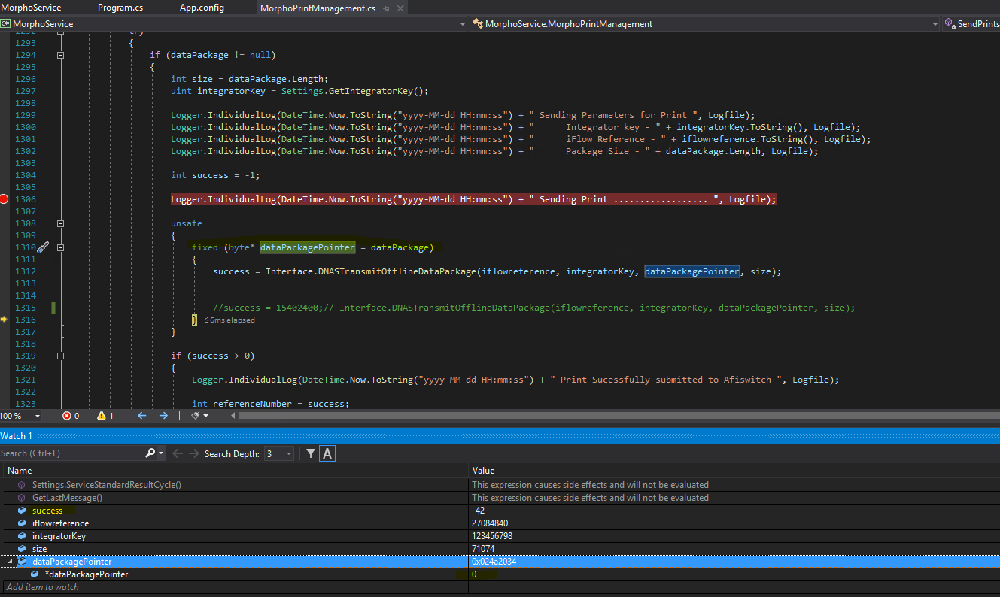 MorphoService Program.cs App.config MorphoPrintManagement.cs
C# MorphoService MorphoService.MorphoPrintManagement SendPrints
1292 try
1293 {
1294 if (dataPackage != null)
1295 {
1296 int size = dataPackage.Length;
1297 uint integratorKey = Settings.GetIntegratorKey();
1298
1299 Logger.IndividualLog(DateTime.Now.ToString("yyyy-MM-dd HH:mm:ss") + " Sending Parameters for Print ", Logfile);
1300 Logger.IndividualLog(DateTime.Now.ToString("yyyy-MM-dd HH:mm:ss") + "      Integrator key - " + integratorKey.ToString(), Logfile);
1301 Logger.IndividualLog(DateTime.Now.ToString("yyyy-MM-dd HH:mm:ss") + "      iFlow Reference - " + iflowreference.ToString(), Logfile);
1302 Logger.IndividualLog(DateTime.Now.ToString("yyyy-MM-dd HH:mm:ss") + "      Package Size - " + dataPackage.Length, Logfile);
1303
1304 int success = -1;
1305
1306 Logger.IndividualLog(DateTime.Now.ToString("yyyy-MM-dd HH:mm:ss") + " Sending Print .................. ", Logfile);
1307
1308 unsafe
1309 {
1310 fixed (byte* dataPackagePointer = dataPackage)
1311 {
1312 success = Interface.DNASTransmitOfflineDataPackage(iflowreference, integratorKey, dataPackagePointer, size);
1313
1314
1315 //success = 15402400;// Interface.DNASTransmitOfflineDataPackage(iflowreference, integratorKey, dataPackagePointer, size);
1316 } ≤6ms elapsed
1317 }
1318
1319 if (success > 0)
1320 {
1321 Logger.IndividualLog(DateTime.Now.ToString("yyyy-MM-dd HH:mm:ss") + " Print Sucessfully submitted to Afiswitch ", Logfile);
1322
1323 int referenceNumber = success;
100 % 0 1
Watch 1
Search (Ctrl+E) Search Depth: 3 A
Name Value
Settings.ServiceStandardResultCycle() This expression causes side effects and will not be evaluated
GetLastMessage() This expression causes side effects and will not be evaluated
success -42
iflowreference 27084840
integratorKey 123456798
size 71074
dataPackagePointer 0x024a2034
*dataPackagePointer 0
Add item to watch